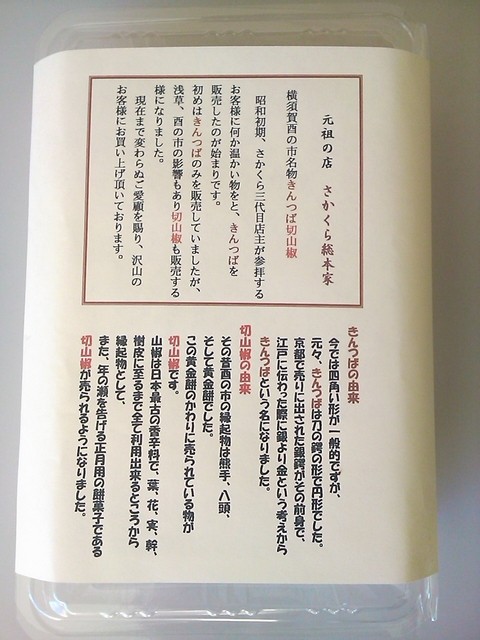 元祖の店 さかくら総本家
横須賀酉の市名物きんつば切山椒
昭和初期、さかくら三代目店主が参拝する
お客様に何か温かい物をと、きんつばを
販売したのが始まりです。
初めはきんつばのみを販売していましたが、
浅草、酉の市の影響もあり切山椒も販売する
様になりました。
現在まで変わらぬご愛顧を賜り、沢山の
お客様にお買い上げ頂いております。
きんつばの由来
今では四角い形が一般的ですが、
元々、きんつばは刀の鍔の形で円形でした。
京都で売りに出された銀鍔がその前身で、
江戸に伝わった際に銀より金という考えから
きんつばという名になりました。
切山椒の由来
その昔酉の市の縁起物は熊手、八頭、
そして黄金餅でした。
この黄金餅のかわりに売られている物が
切山椒です。
山椒は日本最古の香辛料で、葉、花、実、幹、
樹皮に至るまで全て利用出来るところから
縁起物として、
また、年の瀬を告げる正月用の餅菓子である
切山椒が売られるようになりました。